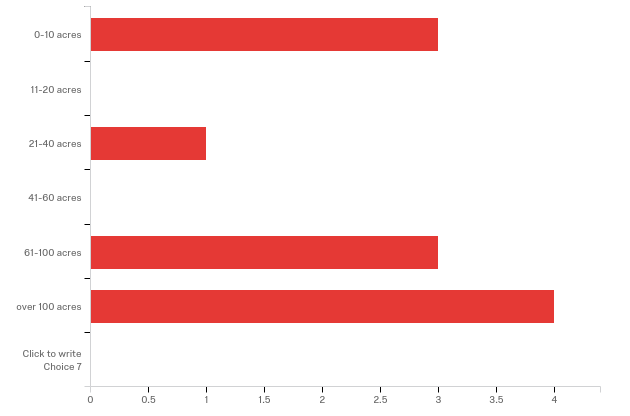 0-10 acres
11-20 acres
21-40 acres
41-60 acres
61-100 acres
over 100 acres
Click to write
Choice 7
0 0.5 1 1.5 2 2.5 3 3.5 4